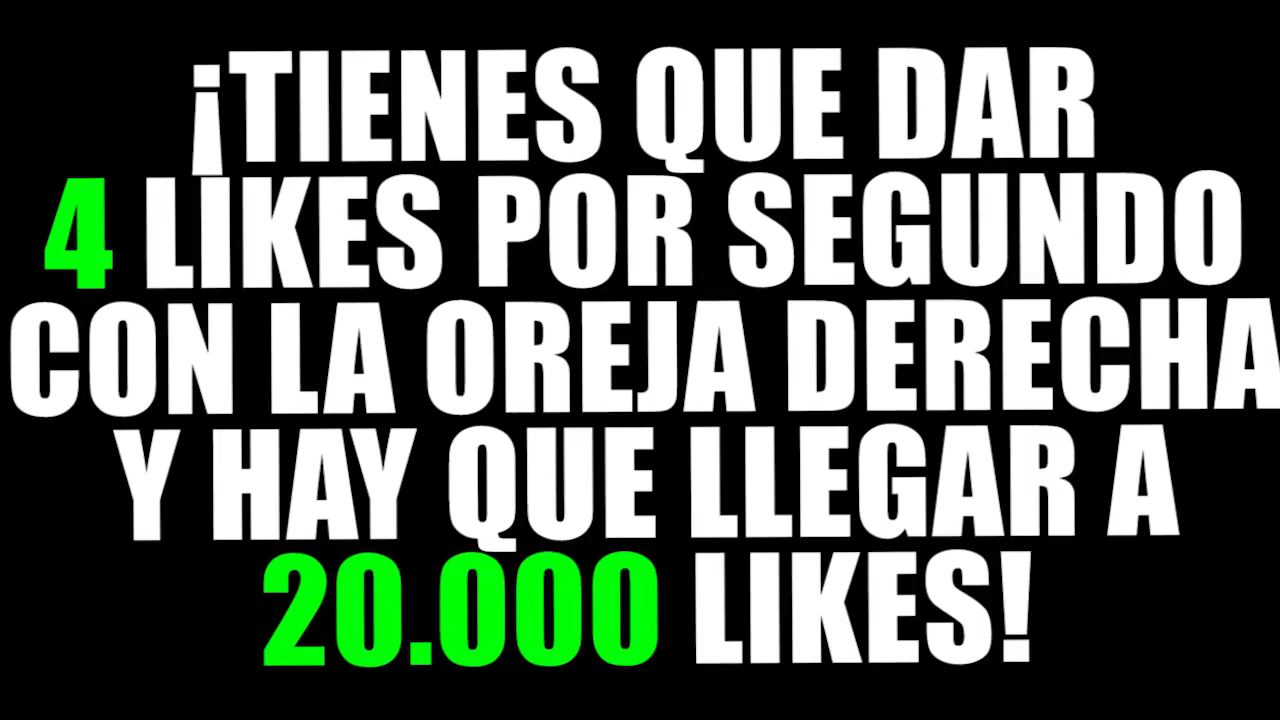 ¡TIENES QUE DAR
4 LIKES POR SEGUNDO
CON LA OREJA DERECHA
Y HAY QUE LLEGAR A
20.000 LIKES!